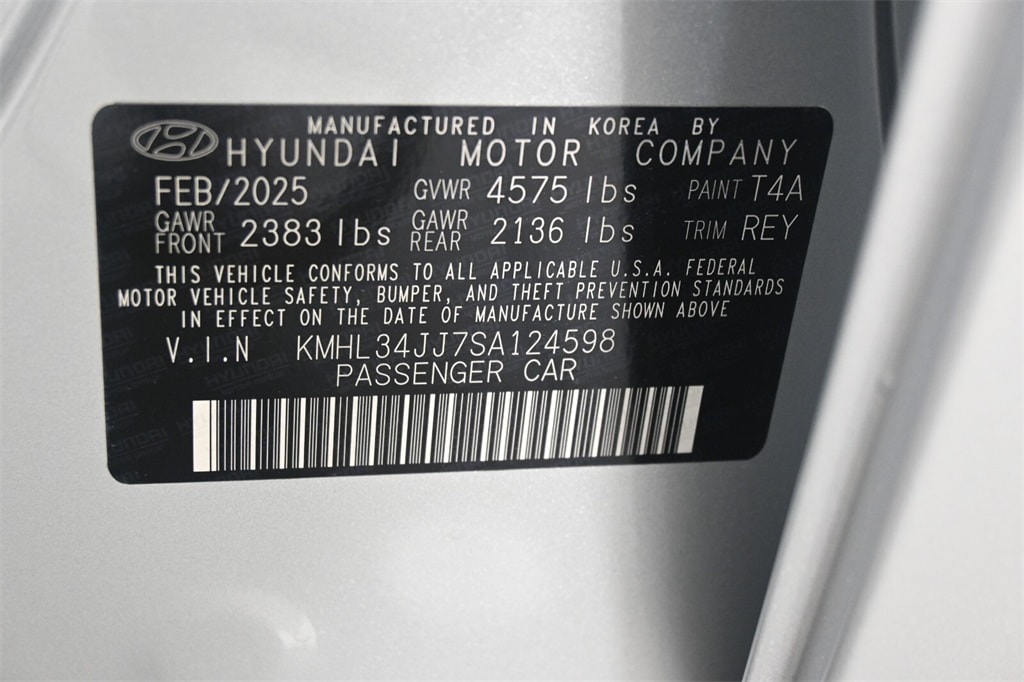 MANUFACTURED IN KOREA BY
HYUNDAI MOTOR COMPANY
FEB/2025 GVWR 4575 lbs PAINT T4A
GAWR FRONT 2383 lbs GAWR REAR 2136 lbs TRIM REY
THIS VEHICLE CONFORMS TO ALL APPLICABLE U.S.A. FEDERAL
MOTOR VEHICLE SAFETY, BUMPER, AND THEFT PREVENTION STANDARDS
IN EFFECT ON THE DATE OF MANUFACTURE SHOWN ABOVE
V.I.N KMHL34JJ7SA124598
PASSENGER CAR